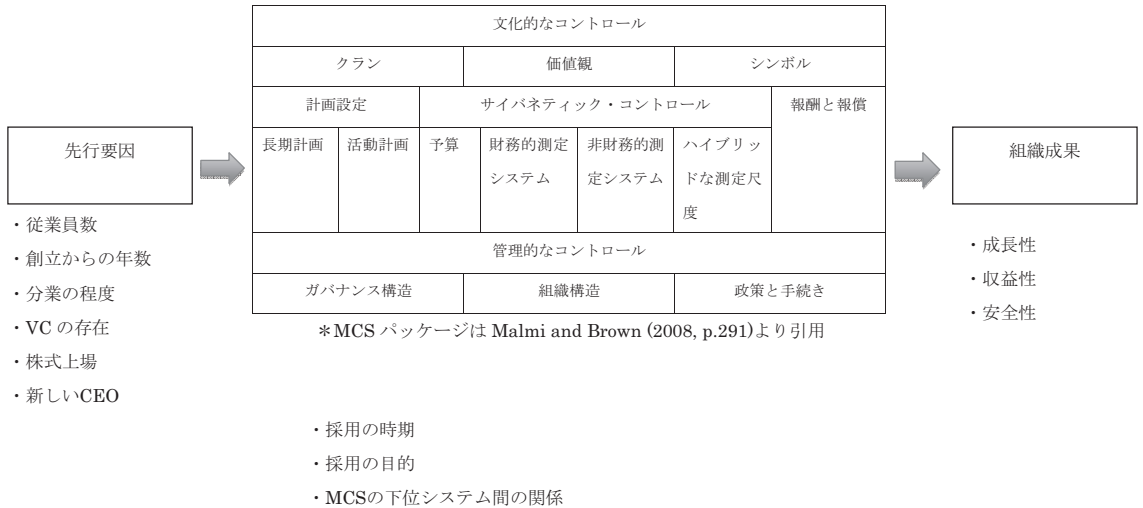 文化的なコントロール
クラン
価値観
シンボル
計画設定
サイバネティック・コントロール
報酬と報償
長期計画
活動計画
予算
財務的測定
システム
非財務的測
定システム
ハイブリッ
ドな測定尺
度
管理的なコントロール
ガバナンス構造
組織構造
政策と手続き
*MCS パッケージは Malmi and Brown (2008, p.291)より引用
先行要因
・従業員数
・創立からの年数
・分業の程度
・VC の存在
・株式上場
・新しいCEO
組織成果
・成長性
・収益性
・安全性
・採用の時期
・採用の目的
・MCSの下位システム間の関係